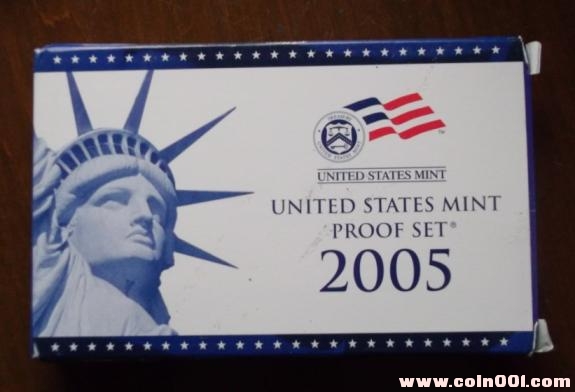 UNITED STATES MINT
UNITED STATES MINT
PROOF SET®
2005
www.coin001.com